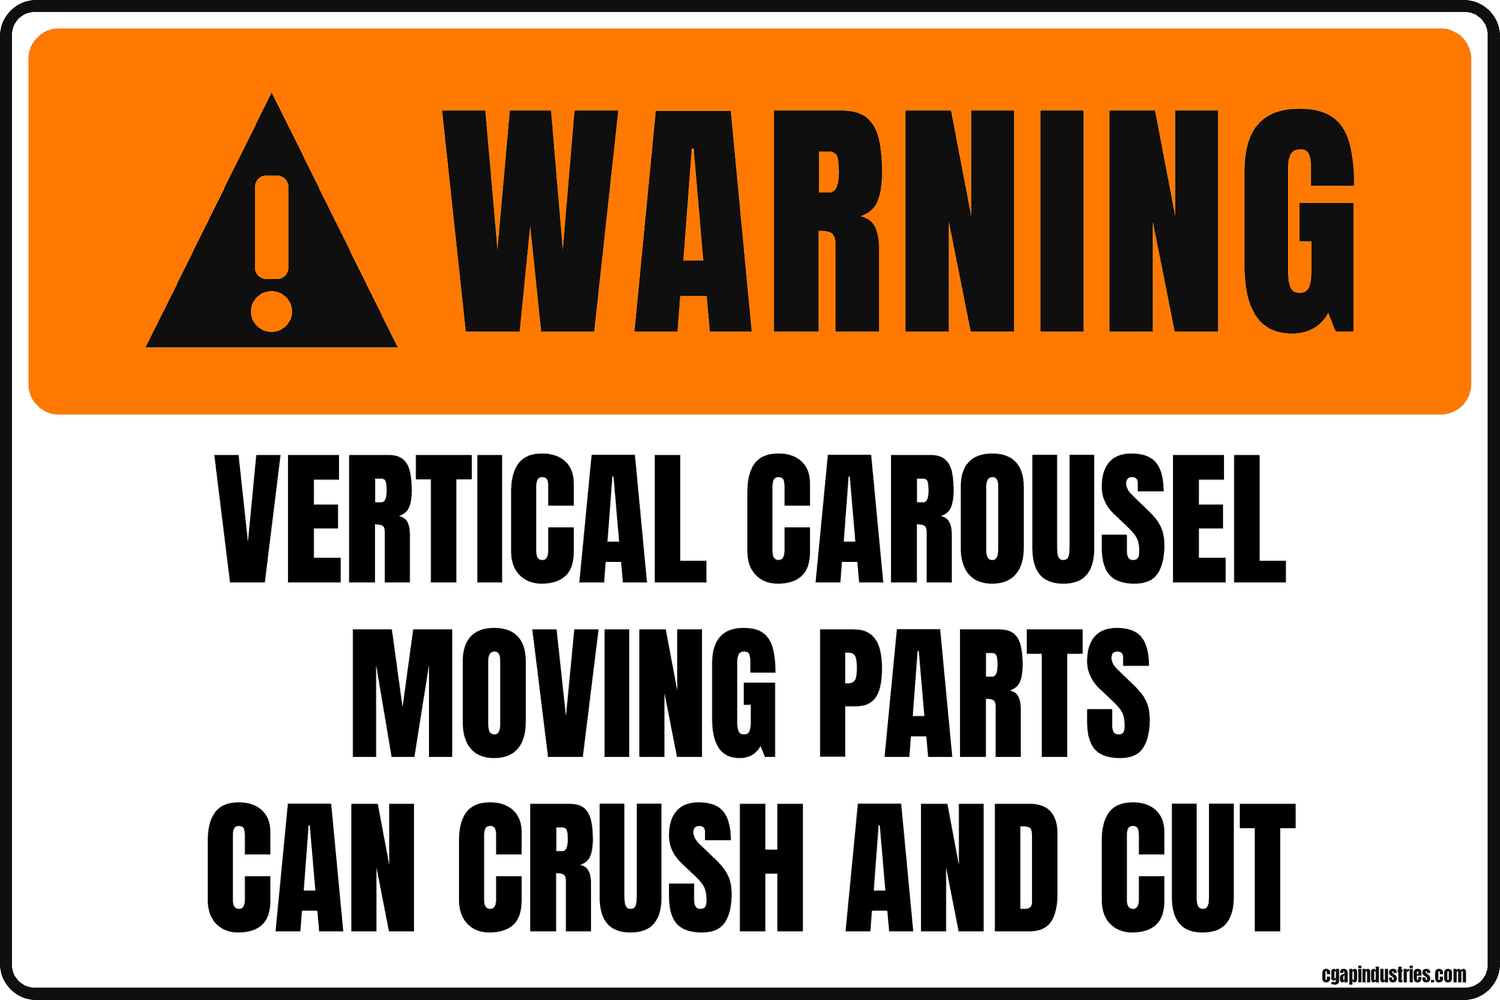 WARNING
VERTICAL CAROUSEL
MOVING PARTS
CAN CRUSH AND CUT
cgapindustries.com